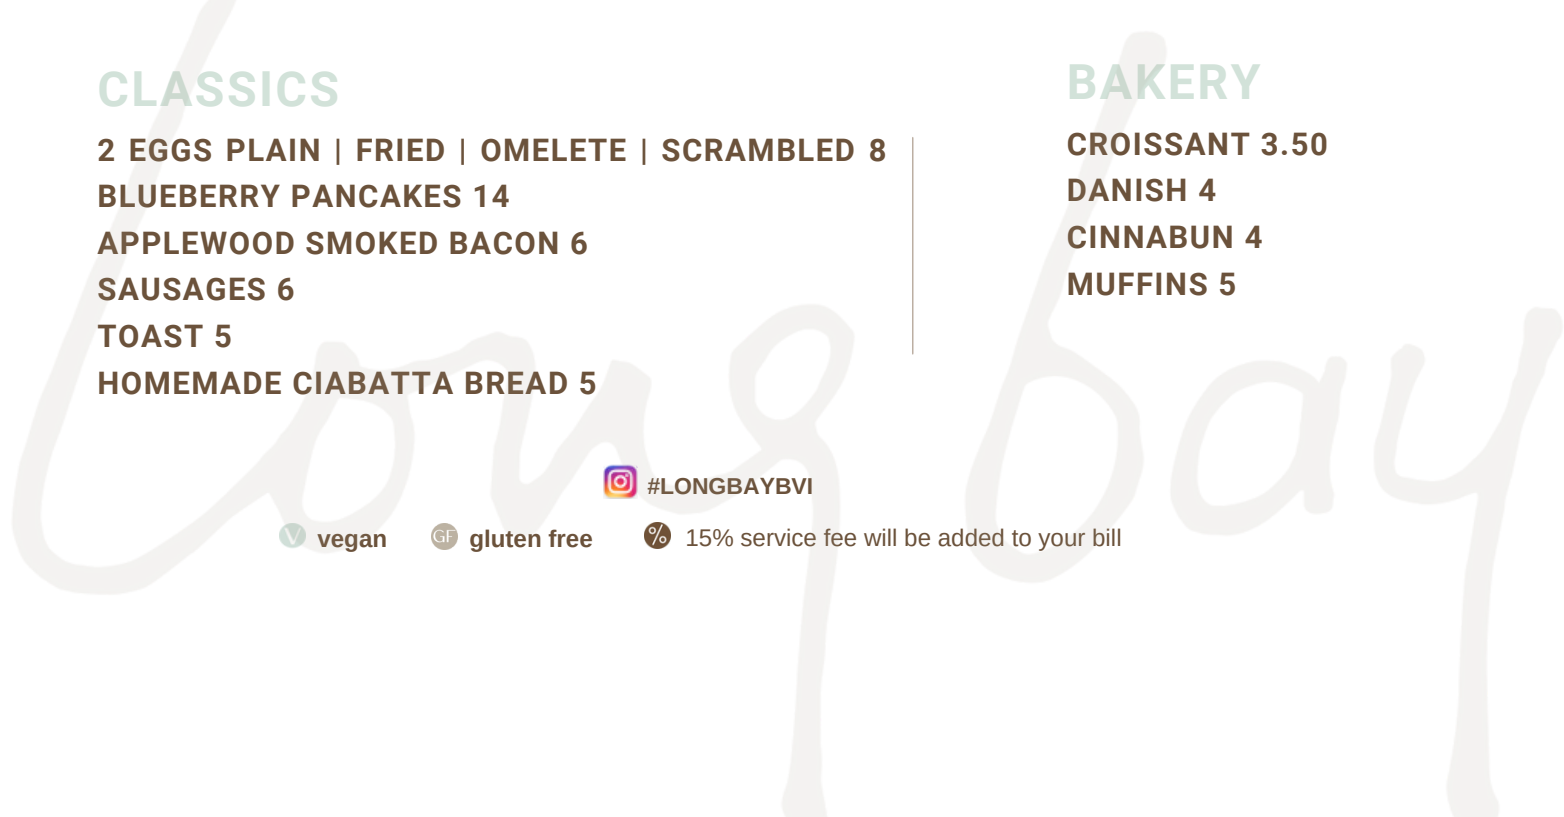 CLASSICS
2 EGGS PLAIN | FRIED | OMELETE | SCRAMBLED 8
BLUEBERRY PANCAKES 14
APPLEWOOD SMOKED BACON 6
SAUSAGES 6
TOAST 5
HOMEMADE CIABATTA BREAD 5
BAKERY
CROISSANT 3.50
DANISH 4
CINNABUN 4
MUFFINS 5
#LONGBAYBVI
V vegan GF gluten free % 15% service fee will be added to your bill
Long bay